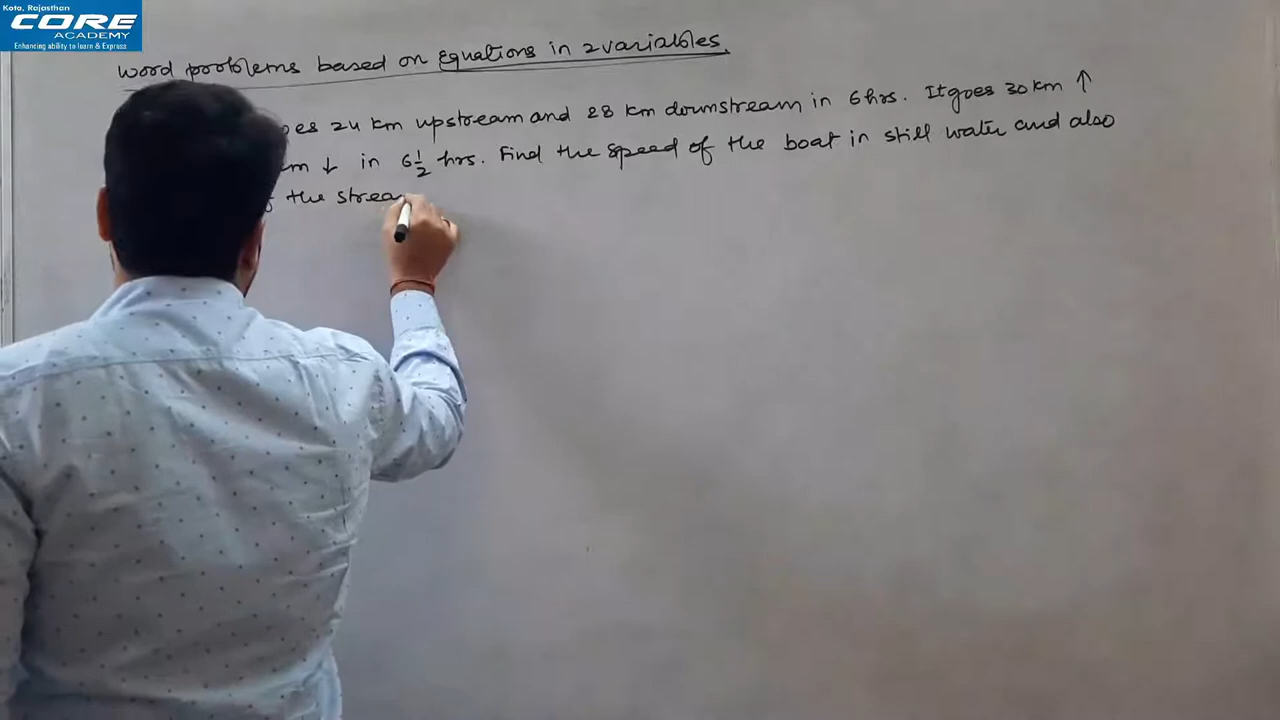 Kota, Rajasthan
CORE
ACADEMY
Enhancing ability to learn & Express
word problems based on Equations in 2 variables.
es 24 km upstream and 28 km downstream in 6 hrs. It goes 30 km ↑
m ↓ in 6 1/2 hrs. Find the speed of the boat in still water and also
the strea